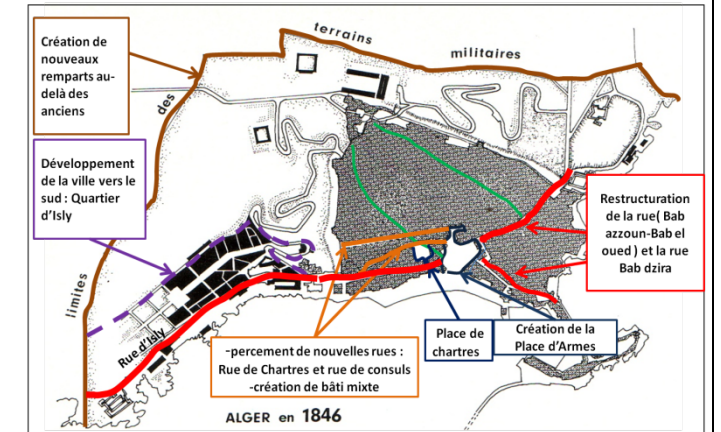 Création de
nouveaux
remparts au-
delà des
anciens
limites
des
terrains
militaires
Développement
de la ville vers le
sud : Quartier
d'Isly
Restructuration
de la rue( Bab
azzoun-Bab el
oued ) et la rue
Bab dzira
Rue d'Isly
-percement de nouvelles rues :
Rue de Chartres et rue de consuls
-création de bâti mixte
Place de
chartres
Création de la
Place d'Armes
ALGER en 1846